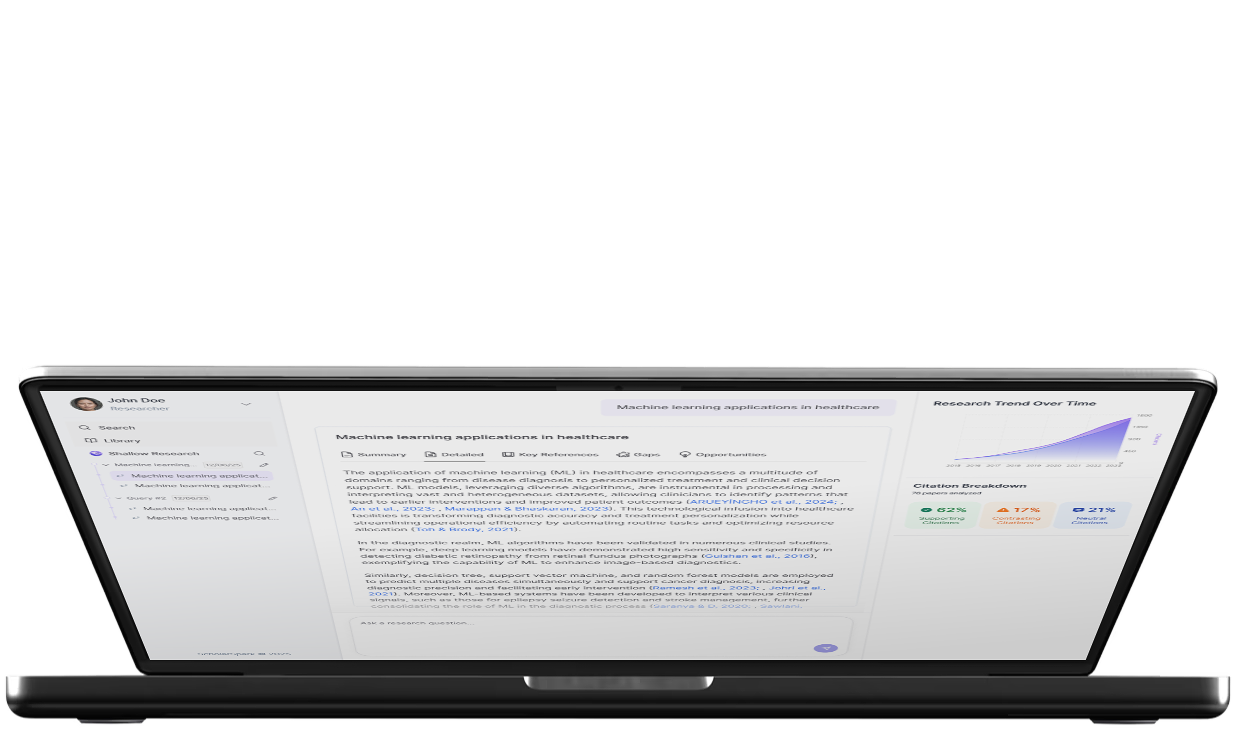 John Doe
Researcher
Search
Library
Shallow Research
Machine learning... 12/06/25
Machine learning applicat...
Machine learning applicat...
Query #2 12/06/25
Machine learning applicat...
Machine learning applicat...
Machine learning applications in healthcare
Machine learning applications in healthcare
Summary Detailed Key References Gaps Opportunities
The application of machine learning (ML) in healthcare encompasses a multitude of
domains ranging from disease diagnosis to personalized treatment and clinical decision
support. ML models, leveraging diverse algorithms, are instrumental in processing and
interpreting vast and heterogeneous datasets, allowing clinicians to identify patterns that
lead to earlier interventions and improved patient outcomes (ARUEYINGHO et al., 2024; ,
An et al., 2023; , Marappan & Bhaskaran, 2023). This technological infusion into healthcare
facilities is transforming diagnostic accuracy and treatment personalization while
streamlining operational efficiency by automating routine tasks and optimizing resource
allocation (Toh & Brody, 2021).
In the diagnostic realm, ML algorithms have been validated in numerous clinical studies.
For example, deep learning models have demonstrated high sensitivity and specificity in
detecting diabetic retinopathy from retinal fundus photographs (Gulshan et al., 2016),
exemplifying the capability of ML to enhance image-based diagnostics.
Similarly, decision tree, support vector machine, and random forest models are employed
to predict multiple diseases simultaneously and support cancer diagnosis, increasing
diagnostic precision and facilitating early intervention (Ramesh et al., 2023; , Johri et al.,
2021). Moreover, ML-based systems have been developed to interpret various clinical
signals, such as those for epilepsy seizure detection and stroke management, further
consolidating the role of ML in the diagnostic process (Saranya & D, 2020; , Sawlani,
Ask a research question...
Research Trend Over Time
2015 2016 2017 2018 2019 2020 2021 2022 2023
Citation Breakdown
76 papers analyzed
62%
Supporting
Citations
17%
Contrasting
Citations
21%
Neutral
Citations